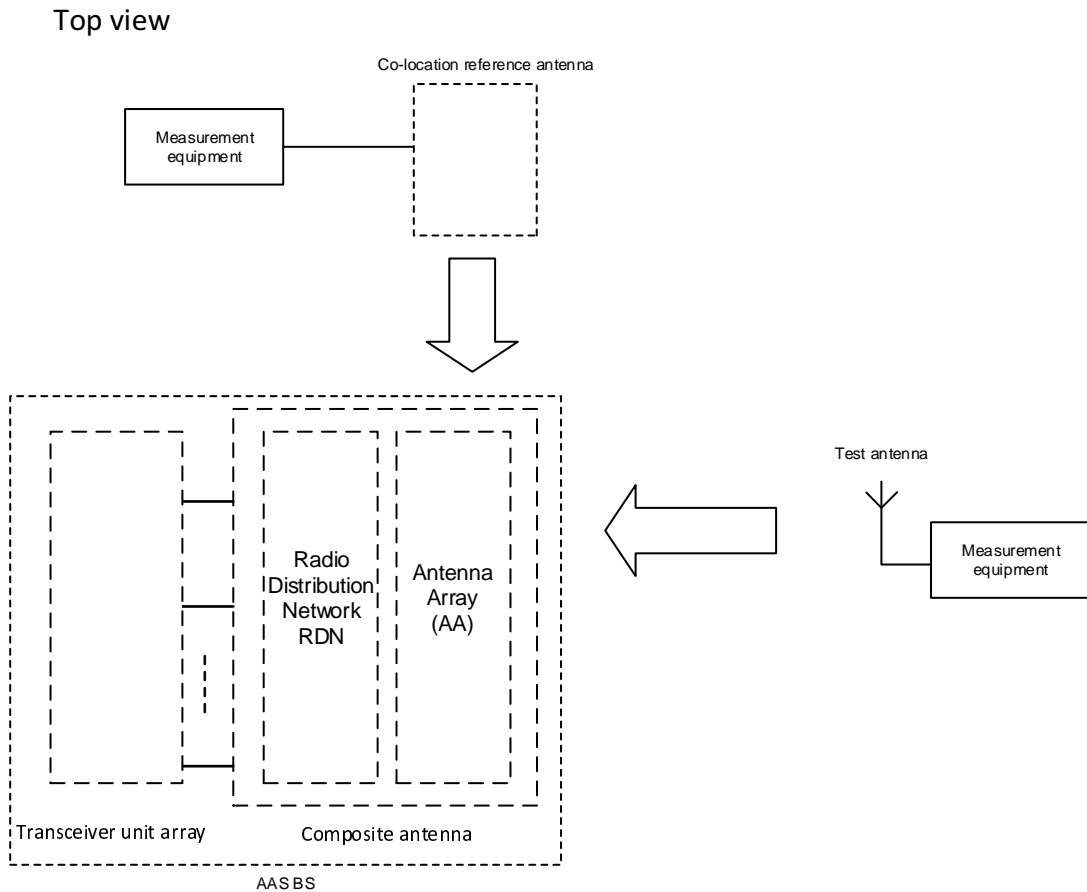 Top view
Co-location reference antenna
Measurement
equipment
Test antenna
Measurement
equipment
Radio
Distribution
Network
RDN
Antenna
Array
(AA)
Transceiver unit array
Composite antenna
AAS BS